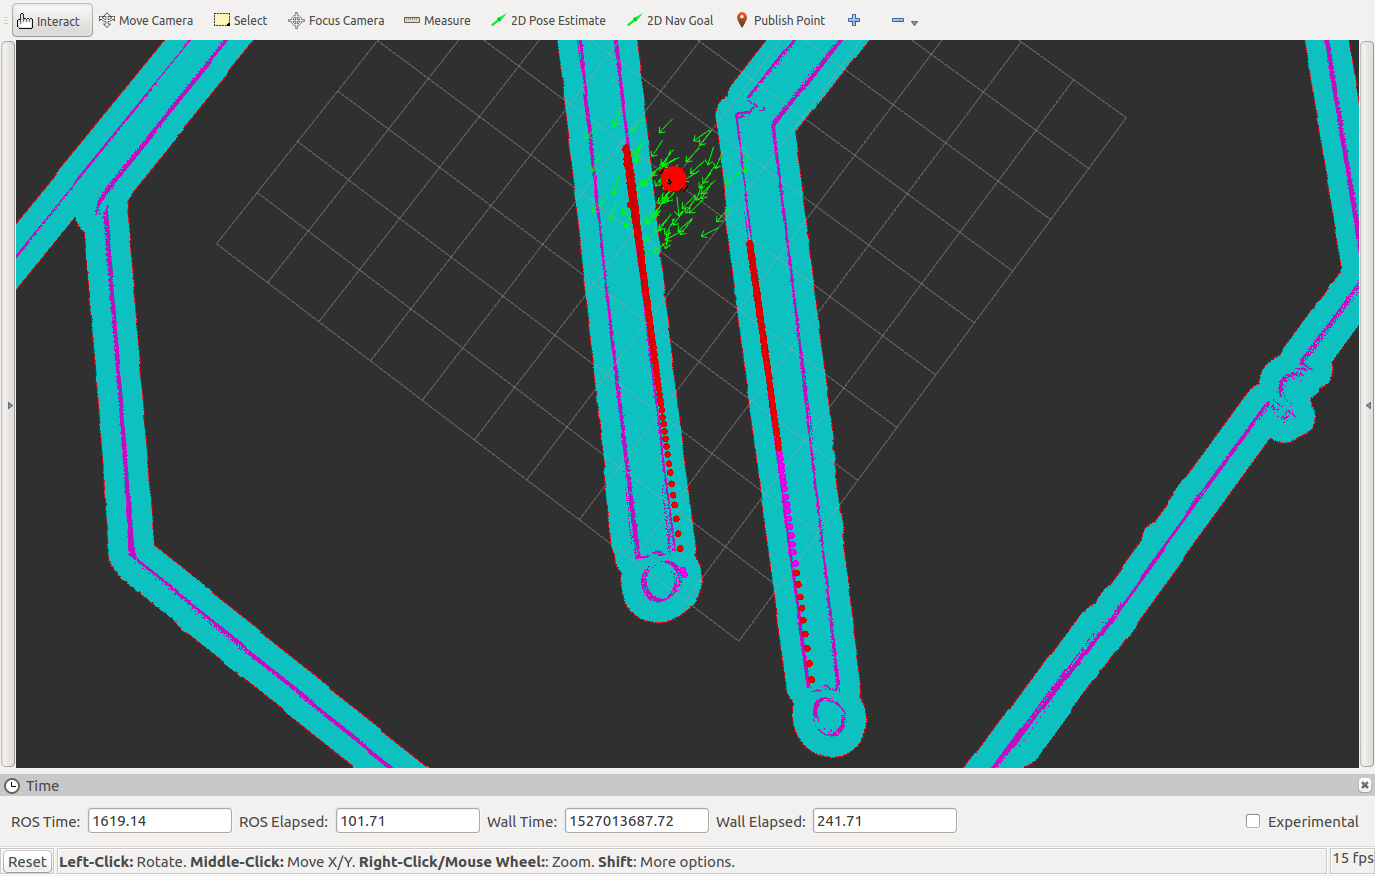 Interact Move Camera Select Focus Camera Measure 2D Pose Estimate 2D Nav Goal Publish Point
Time
ROS Time: 1619.14 ROS Elapsed: 101.71 Wall Time: 1527013687.72 Wall Elapsed: 241.71 Experimental
Reset Left-Click: Rotate. Middle-Click: Move X/Y. Right-Click/Mouse Wheel:: Zoom. Shift: More options. 15 fps